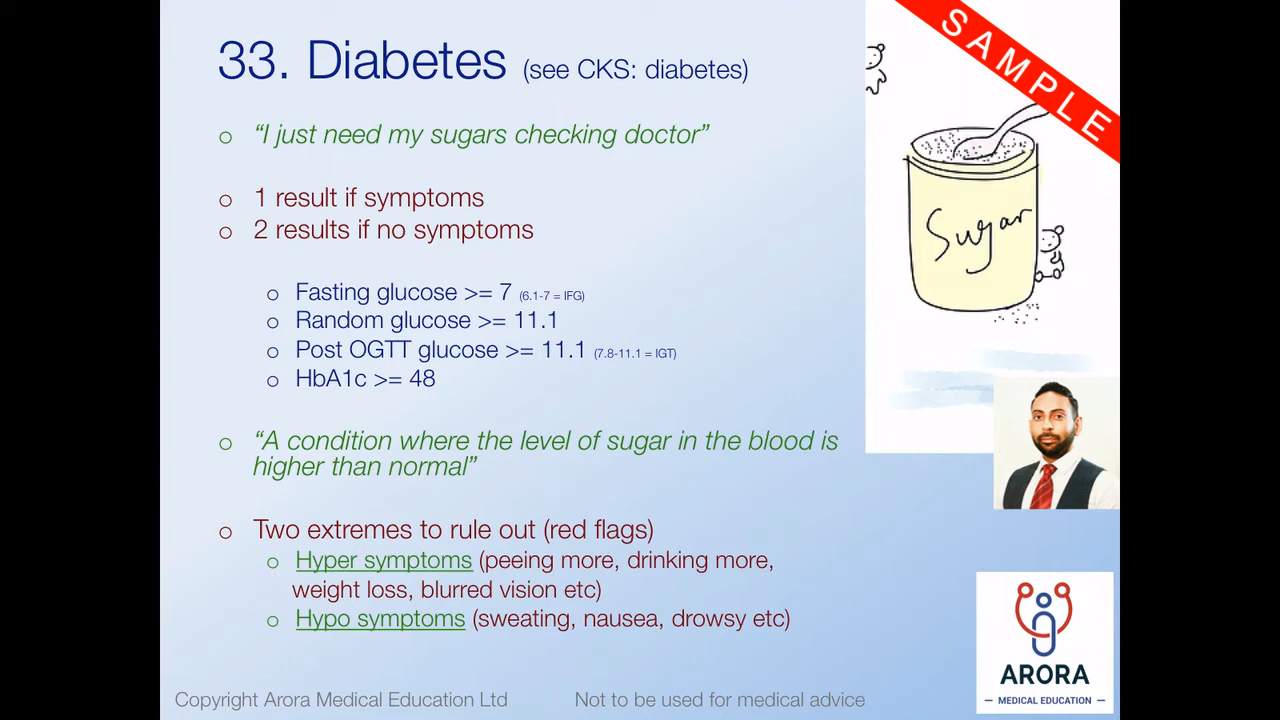 33. Diabetes (see CKS: diabetes)
SAMPLE
o “I just need my sugars checking doctor”
Sugar
o 1 result if symptoms
o 2 results if no symptoms
o Fasting glucose >= 7 (6.1-7 = IFG)
o Random glucose >= 11.1
o Post OGTT glucose >= 11.1 (7.8-11.1 = IGT)
o HbA1c >= 48
o “A condition where the level of sugar in the blood is
higher than normal”
o Two extremes to rule out (red flags)
o Hyper symptoms (peeing more, drinking more,
weight loss, blurred vision etc)
o Hypo symptoms (sweating, nausea, drowsy etc)
ARORA
MEDICAL EDUCATION
Copyright Arora Medical Education Ltd Not to be used for medical advice